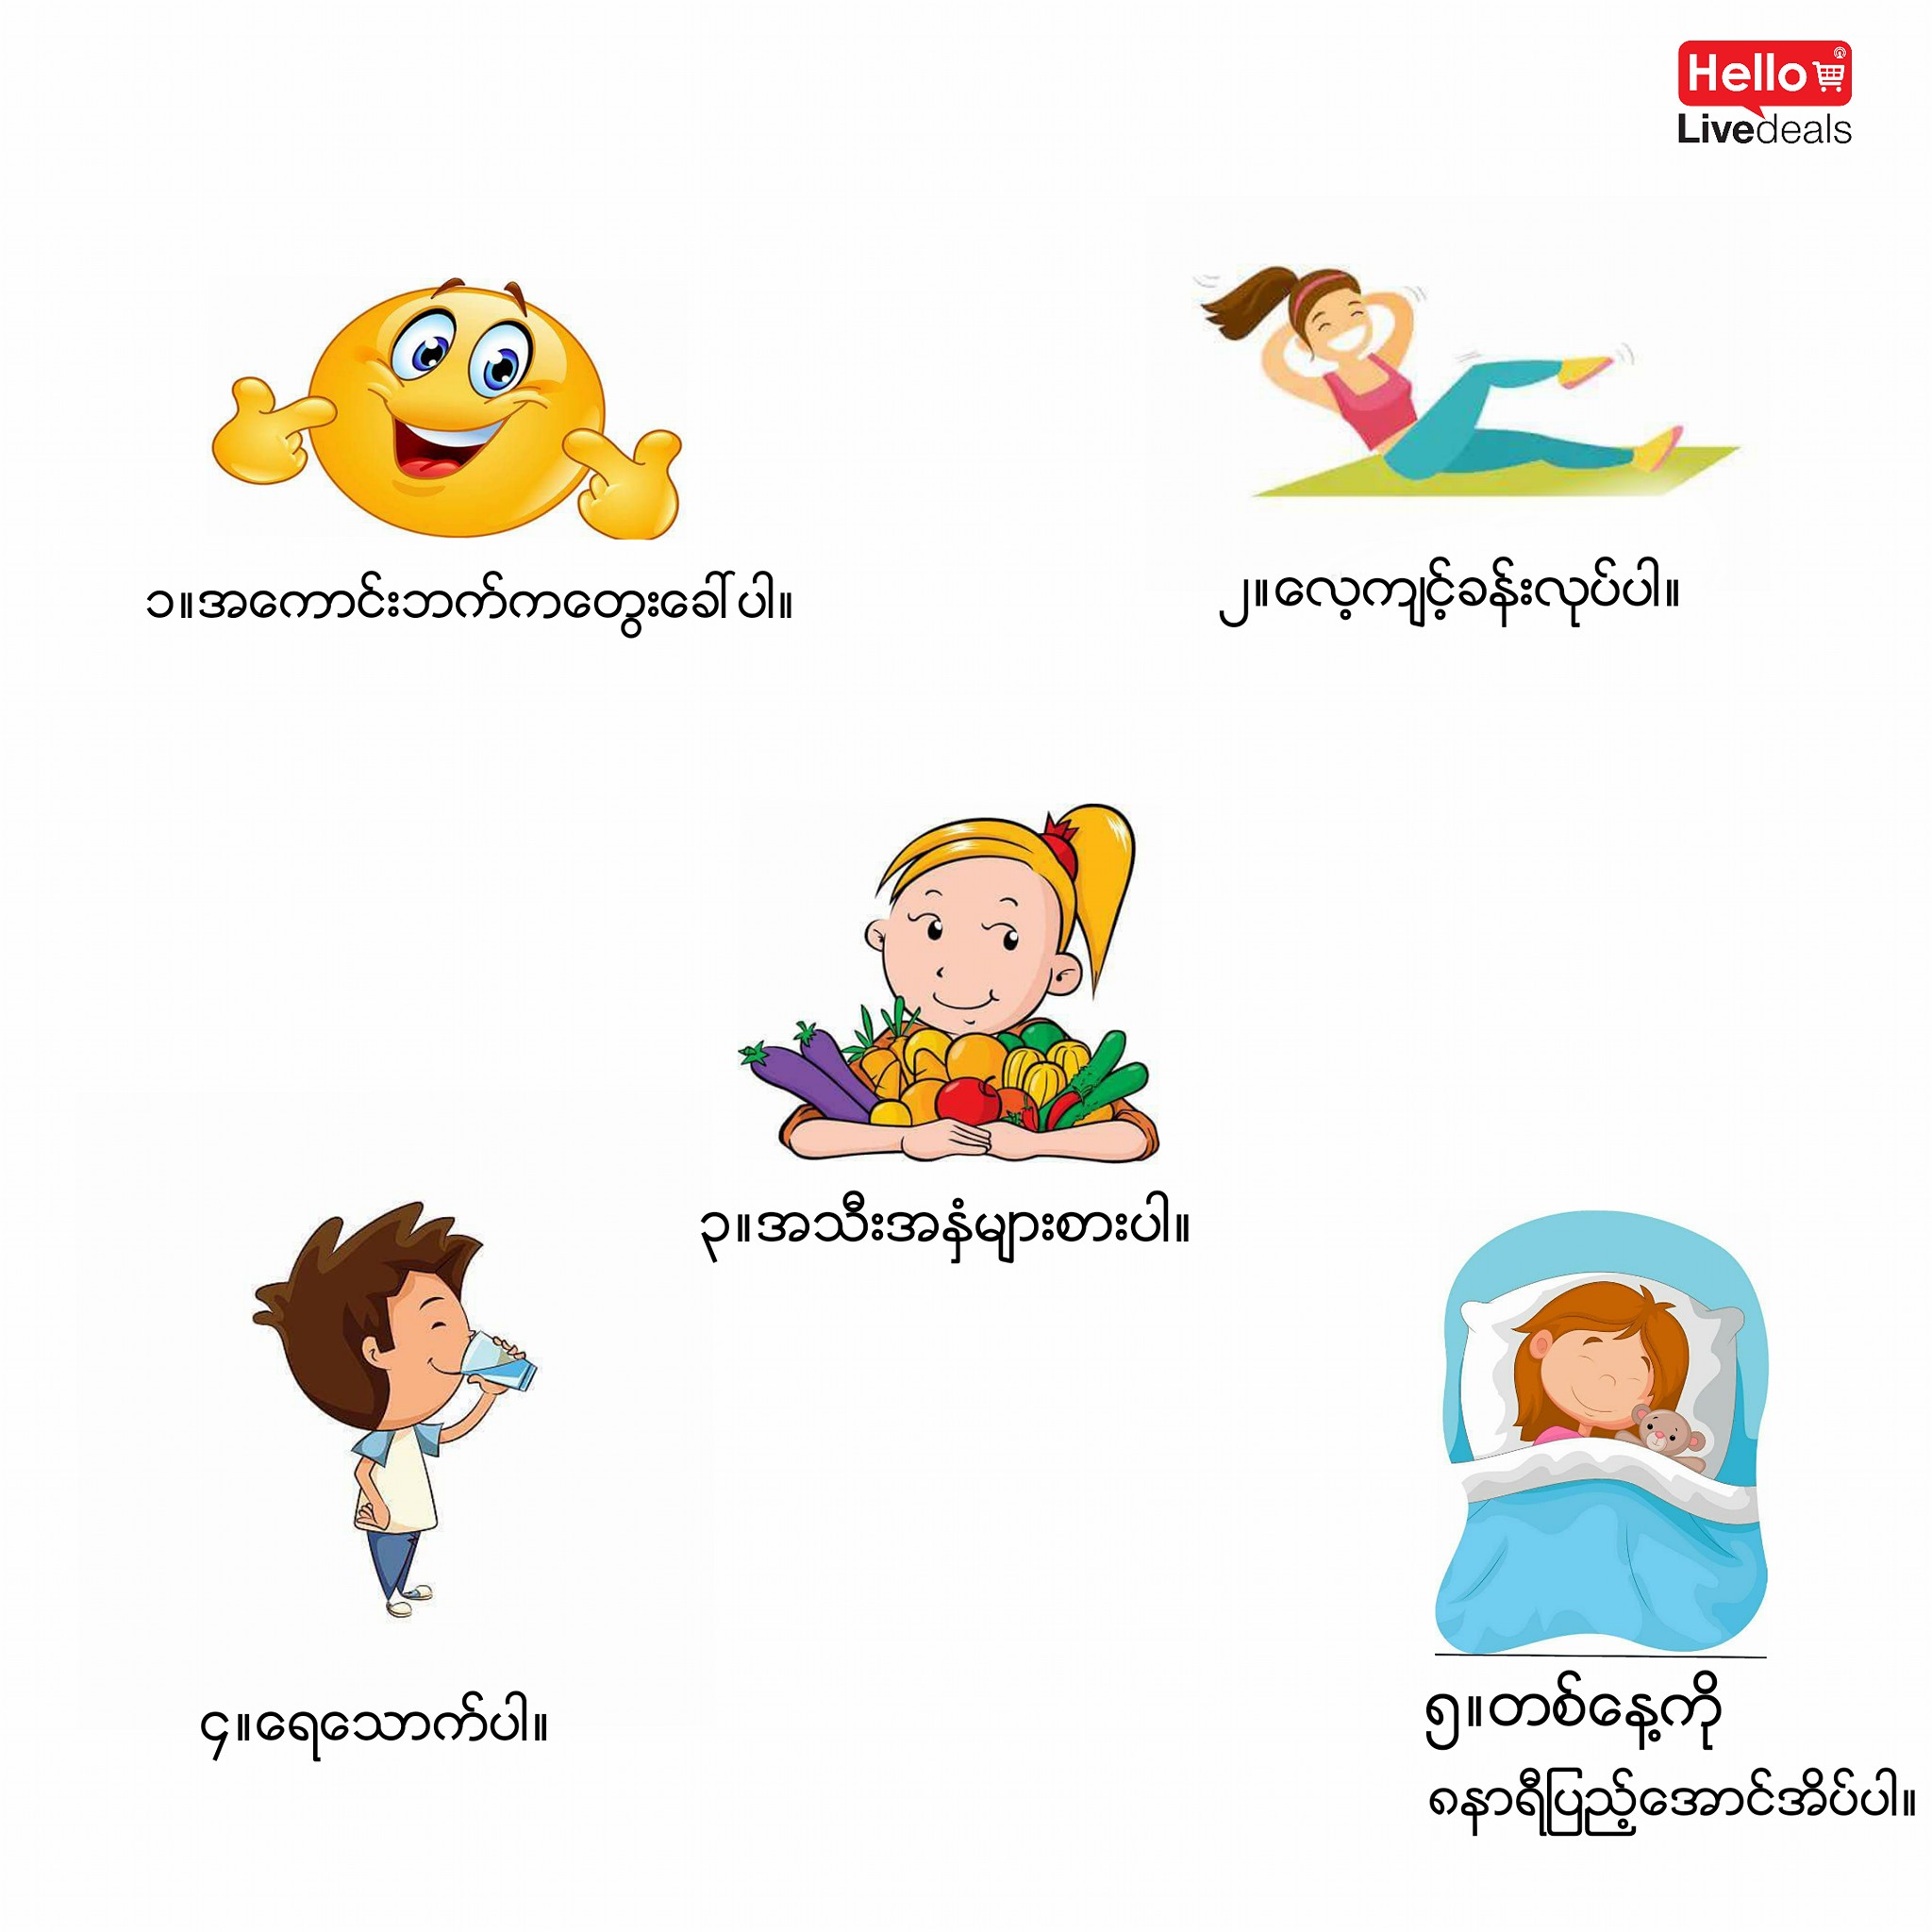 Hello
Livedeals
၁။အကောင်းဘက်ကတွေးခေါ်ပါ။
၂။လေ့ကျင့်ခန်းလုပ်ပါ။
၃။အသီးအနှံများစားပါ။
၄။ရေသောက်ပါ။
၅။တစ်နေ့ကို
၈နာရီပြည့်အောင်အိပ်ပါ။